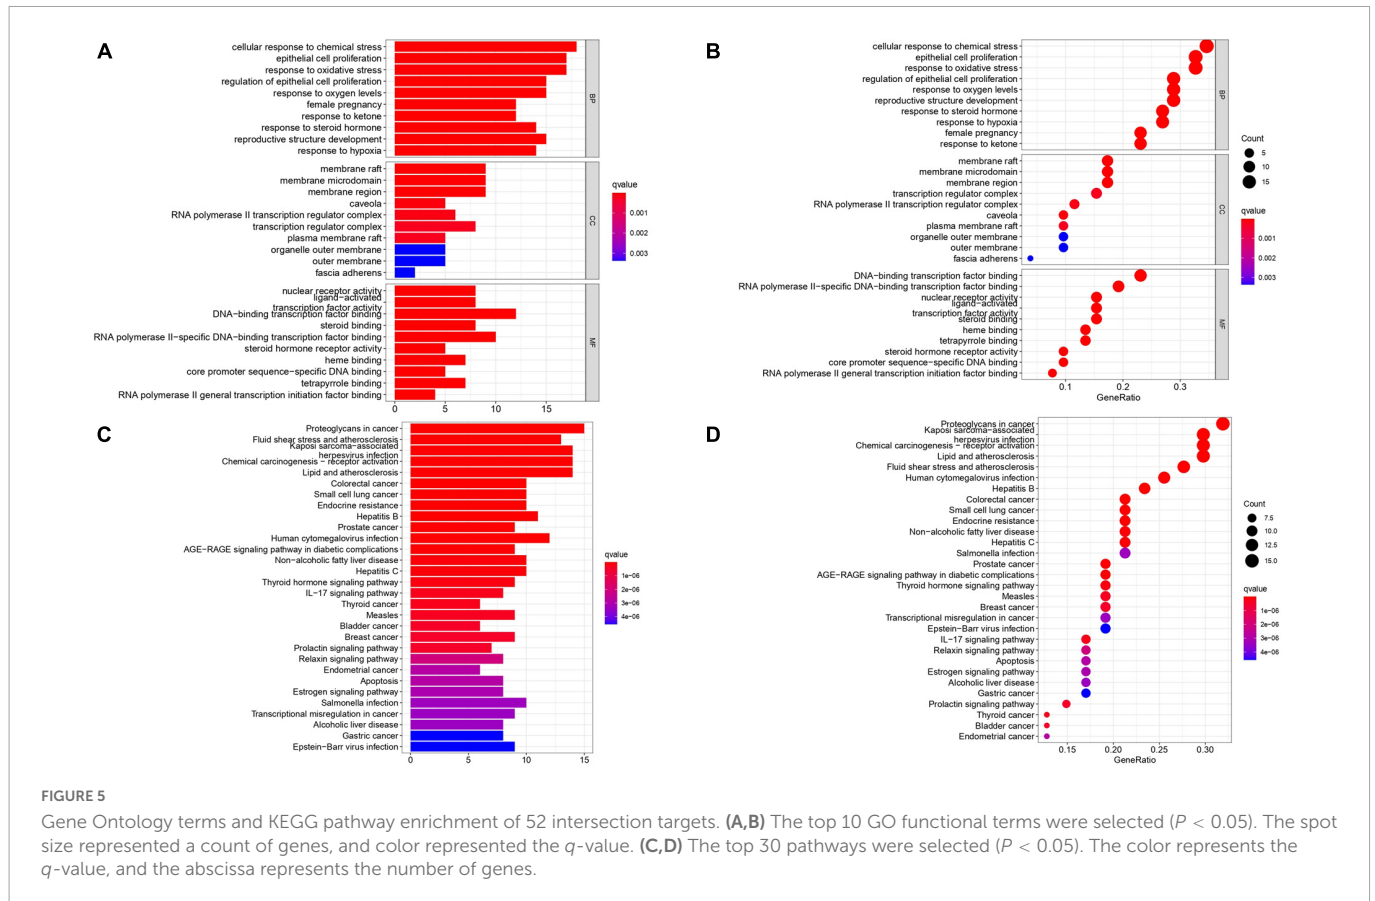 A
cellular response to chemical stress
epithelial cell proliferation
response to oxidative stress
regulation of epithelial cell proliferation
response to oxygen levels
female pregnancy
response to ketone
response to steroid hormone
reproductive structure development
response to hypoxia
BP
membrane raft
membrane microdomain
membrane region
caveola
RNA polymerase II transcription regulator complex
transcription regulator complex
plasma membrane raft
organelle outer membrane
outer membrane
fascia adherens
CC
nuclear receptor activity
ligand−activated
transcription factor activity
DNA−binding transcription factor binding
steroid binding
RNA polymerase II−specific DNA−binding transcription factor binding
steroid hormone receptor activity
heme binding
core promoter sequence−specific DNA binding
tetrapyrrole binding
RNA polymerase II general transcription initiation factor binding
MF
0 5 10 15
qvalue
0.001
0.002
0.003
B
cellular response to chemical stress
epithelial cell proliferation
response to oxidative stress
regulation of epithelial cell proliferation
response to oxygen levels
reproductive structure development
response to steroid hormone
response to hypoxia
female pregnancy
response to ketone
BP
membrane raft
membrane microdomain
membrane region
transcription regulator complex
RNA polymerase II transcription regulator complex
caveola
plasma membrane raft
organelle outer membrane
outer membrane
fascia adherens
CC
DNA−binding transcription factor binding
RNA polymerase II−specific DNA−binding transcription factor binding
nuclear receptor activity
ligand−activated
transcription factor activity
steroid binding
heme binding
tetrapyrrole binding
steroid hormone receptor activity
core promoter sequence−specific DNA binding
RNA polymerase II general transcription initiation factor binding
MF
0.1 0.2 0.3
GeneRatio
Count
5
10
15
qvalue
0.001
0.002
0.003
C
Proteoglycans in cancer
Fluid shear stress and atherosclerosis
Kaposi sarcoma−associated
herpesvirus infection
Chemical carcinogenesis − receptor activation
Lipid and atherosclerosis
Colorectal cancer
Small cell lung cancer
Endocrine resistance
Hepatitis B
Prostate cancer
Human cytomegalovirus infection
AGE−RAGE signaling pathway in diabetic complications
Non−alcoholic fatty liver disease
Hepatitis C
Thyroid hormone signaling pathway
IL−17 signaling pathway
Thyroid cancer
Measles
Bladder cancer
Breast cancer
Prolactin signaling pathway
Relaxin signaling pathway
Endometrial cancer
Apoptosis
Estrogen signaling pathway
Salmonella infection
Transcriptional misregulation in cancer
Alcoholic liver disease
Gastric cancer
Epstein−Barr virus infection
0 5 10 15
qvalue
1e−06
2e−06
3e−06
4e−06
D
Proteoglycans in cancer
Kaposi sarcoma−associated
herpesvirus infection
Chemical carcinogenesis − receptor activation
Lipid and atherosclerosis
Fluid shear stress and atherosclerosis
Human cytomegalovirus infection
Hepatitis B
Colorectal cancer
Small cell lung cancer
Endocrine resistance
Non−alcoholic fatty liver disease
Hepatitis C
Salmonella infection
Prostate cancer
AGE−RAGE signaling pathway in diabetic complications
Thyroid hormone signaling pathway
Measles
Breast cancer
Transcriptional misregulation in cancer
Epstein−Barr virus infection
IL−17 signaling pathway
Relaxin signaling pathway
Apoptosis
Estrogen signaling pathway
Alcoholic liver disease
Gastric cancer
Prolactin signaling pathway
Thyroid cancer
Bladder cancer
Endometrial cancer
0.15 0.20 0.25 0.30
GeneRatio
Count
7.5
10.0
12.5
15.0
qvalue
1e−06
2e−06
3e−06
4e−06
FIGURE 5
Gene Ontology terms and KEGG pathway enrichment of 52 intersection targets. (A,B) The top 10 GO functional terms were selected (P < 0.05). The spot
size represented a count of genes, and color represented the q-value. (C,D) The top 30 pathways were selected (P < 0.05). The color represents the
q-value, and the abscissa represents the number of genes.